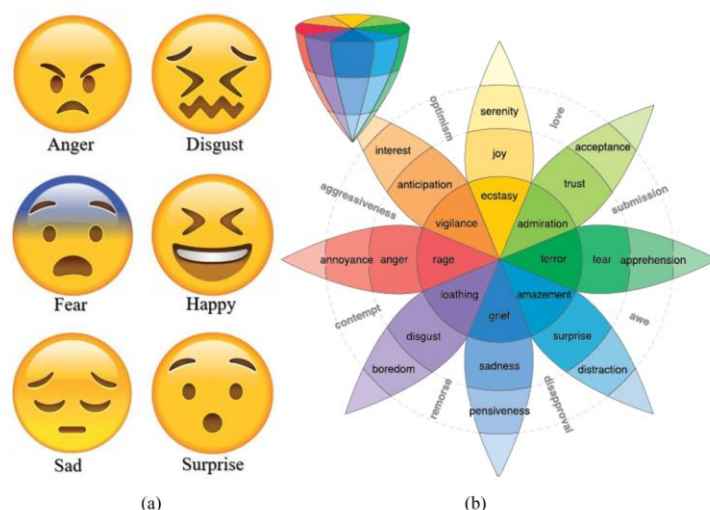 Anger
Disgust
Fear
Happy
Sad
Surprise
(a)
optimism
serenity
love
interest
joy
acceptance
anticipation
ecstasy
trust
aggressiveness
vigilance
admiration
submission
annoyance
anger
rage
terror
fear
apprehension
contempt
loathing
grief
amazement
awe
disgust
surprise
boredom
sadness
distraction
remorse
pensiveness
disapproval
(b)